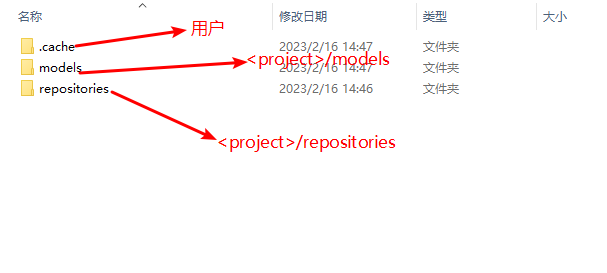 名称 修改日期 类型 大小
用户
.cache 2023/2/16 14:47 文件夹
<project>/models
models 2023/2/16 14:47 文件夹
repositories 2023/2/16 14:46 文件夹
<project>/repositories